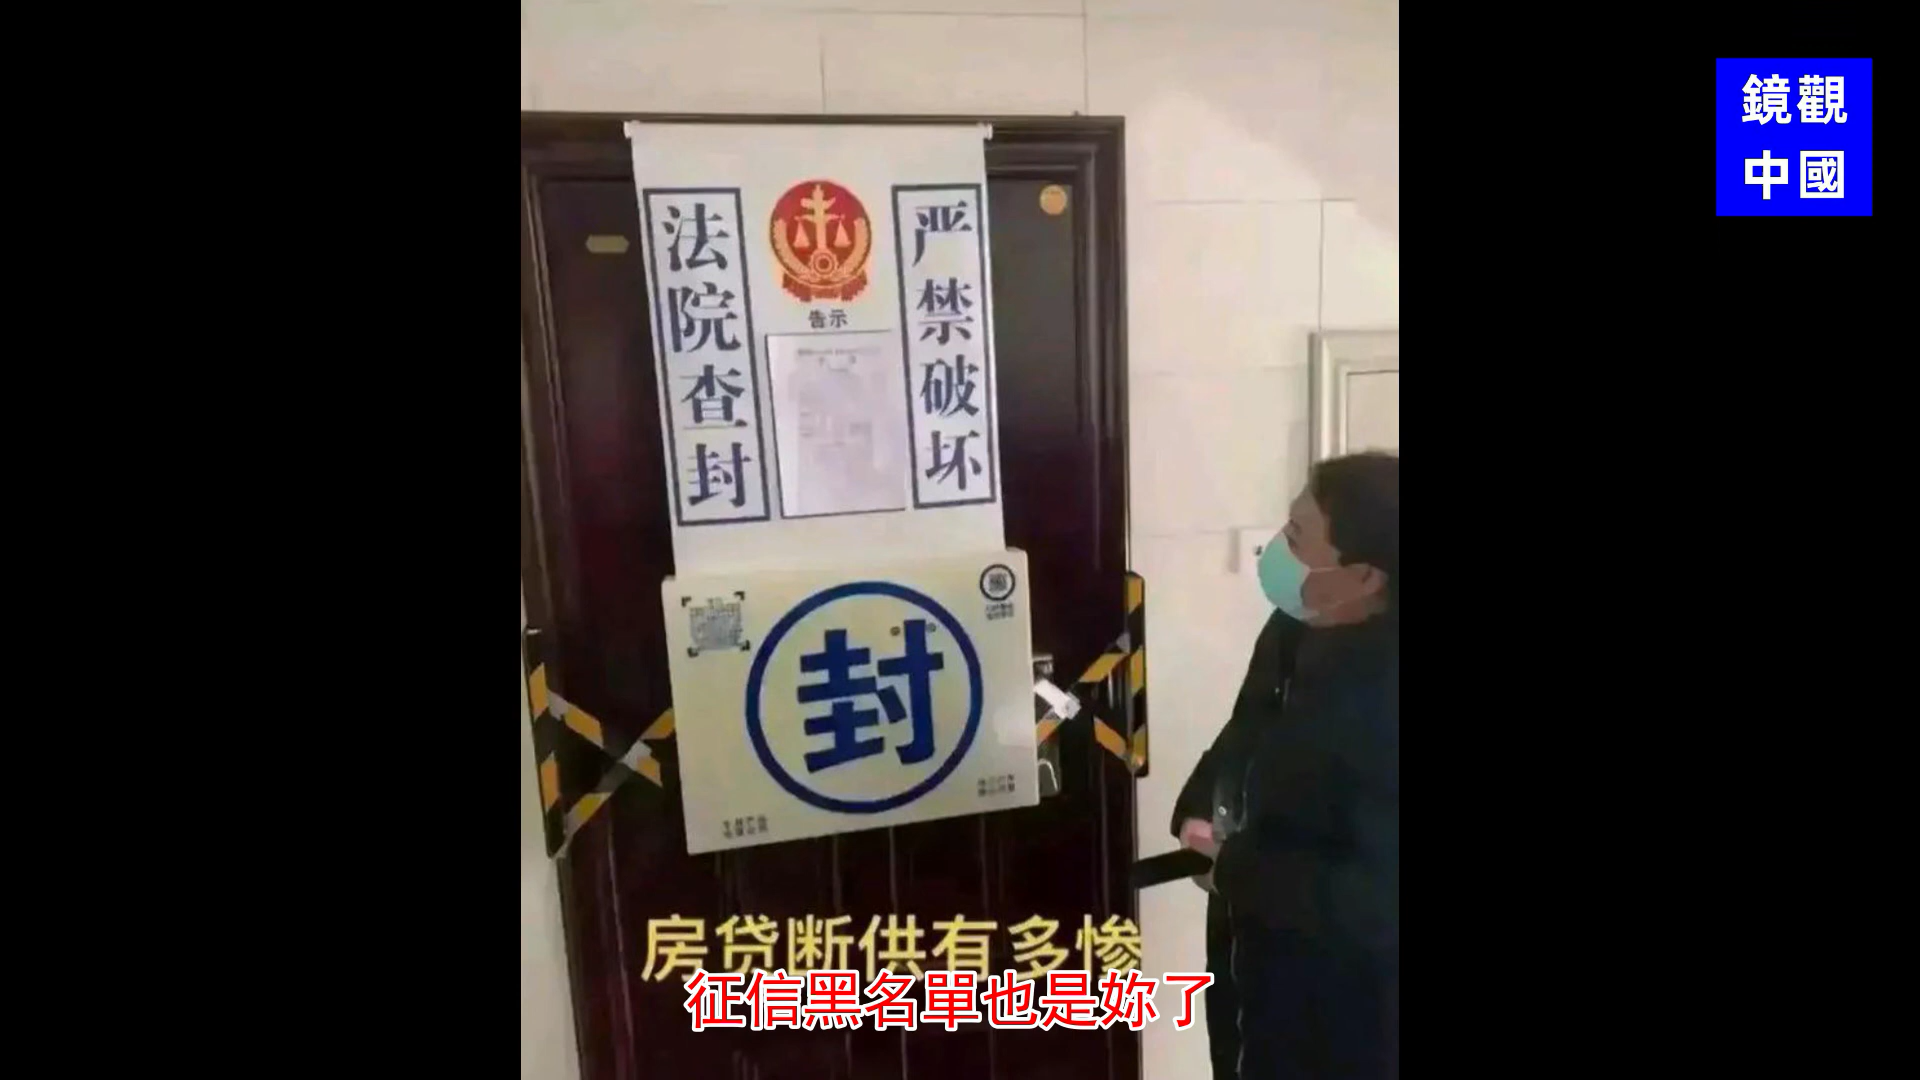 鏡觀
中國
法院查封
告示
严禁破坏
封
房贷断供有多惨
征信黑名單也是妳了